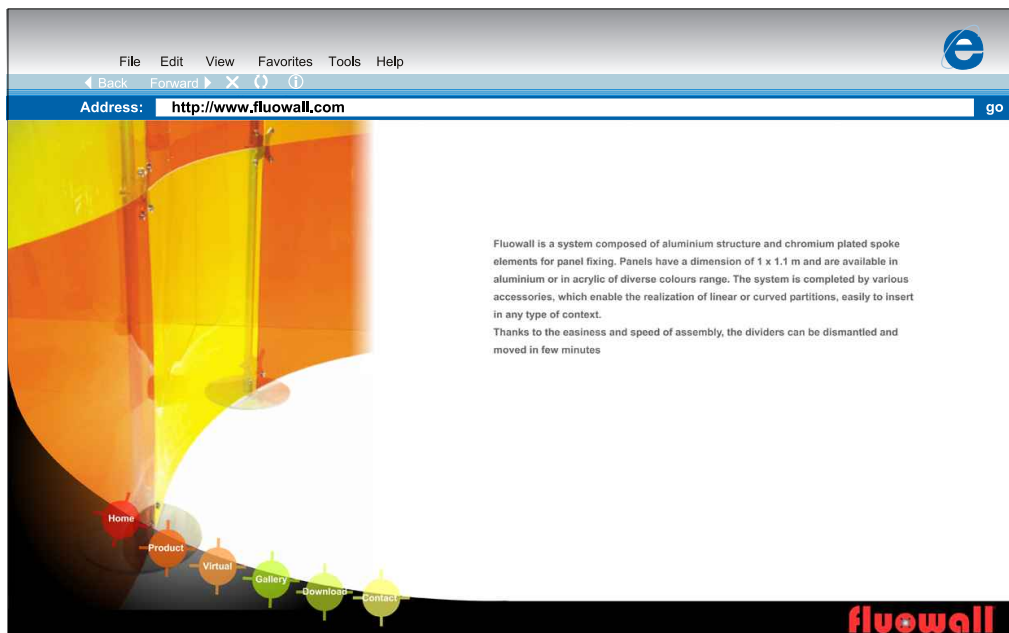 File Edit View Favorites Tools Help
Back Forward
Address: http://www.fluowall.com go
Fluowall is a system composed of aluminium structure and chromium plated spoke
elements for panel fixing. Panels have a dimension of 1 x 1.1 m and are available in
aluminium or in acrylic of diverse colours range. The system is completed by various
accessories, which enable the realization of linear or curved partitions, easily to insert
in any type of context.
Thanks to the easiness and speed of assembly, the dividers can be dismantled and
moved in few minutes
Home
Product
Virtual
Gallery
Download
Contact
fluowall